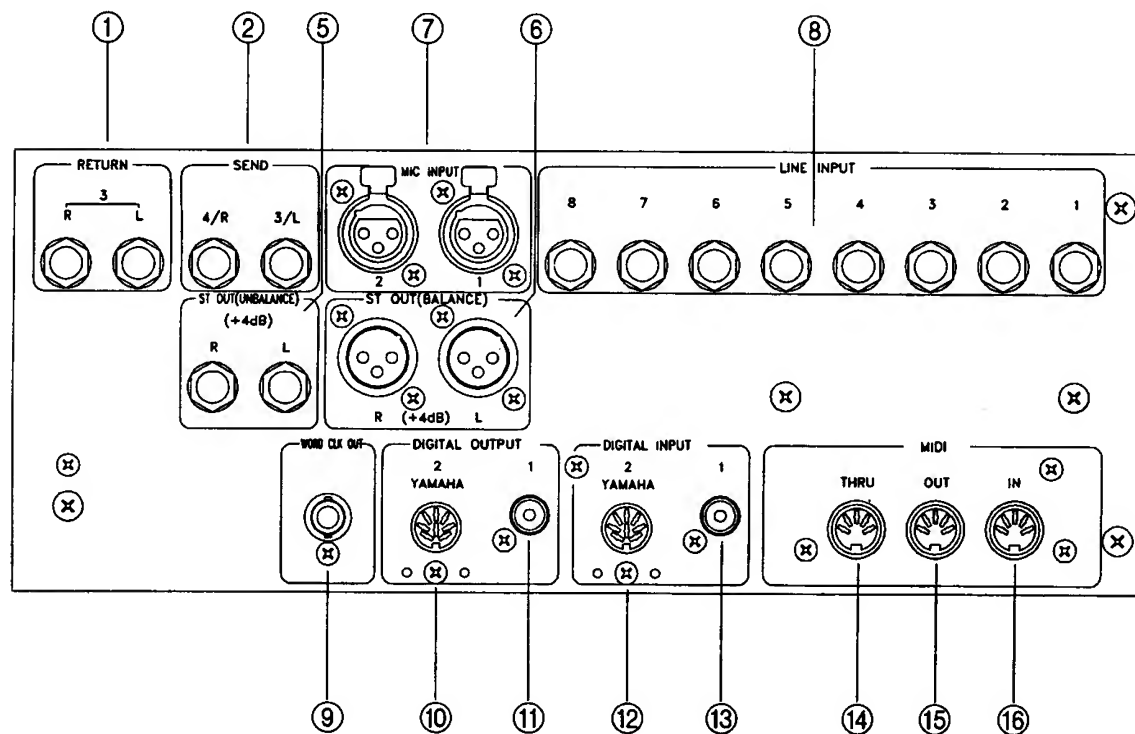 ① ② ⑤ ⑦ ⑥ ⑧
RETURN
3
R L
SEND
4/R 3/L
MIC INPUT
2 1
LINE INPUT
8 7 6 5 4 3 2 1
ST OUT(UNBALANCE)
(+4dB)
R L
ST OUT(BALANCE)
R (+4dB) L
WORD CLK OUT
DIGITAL OUTPUT
2 1
YAMAHA
DIGITAL INPUT
2 1
YAMAHA
MIDI
THRU OUT IN
⑨ ⑩ ⑪ ⑫ ⑬ ⑭ ⑮ ⑯